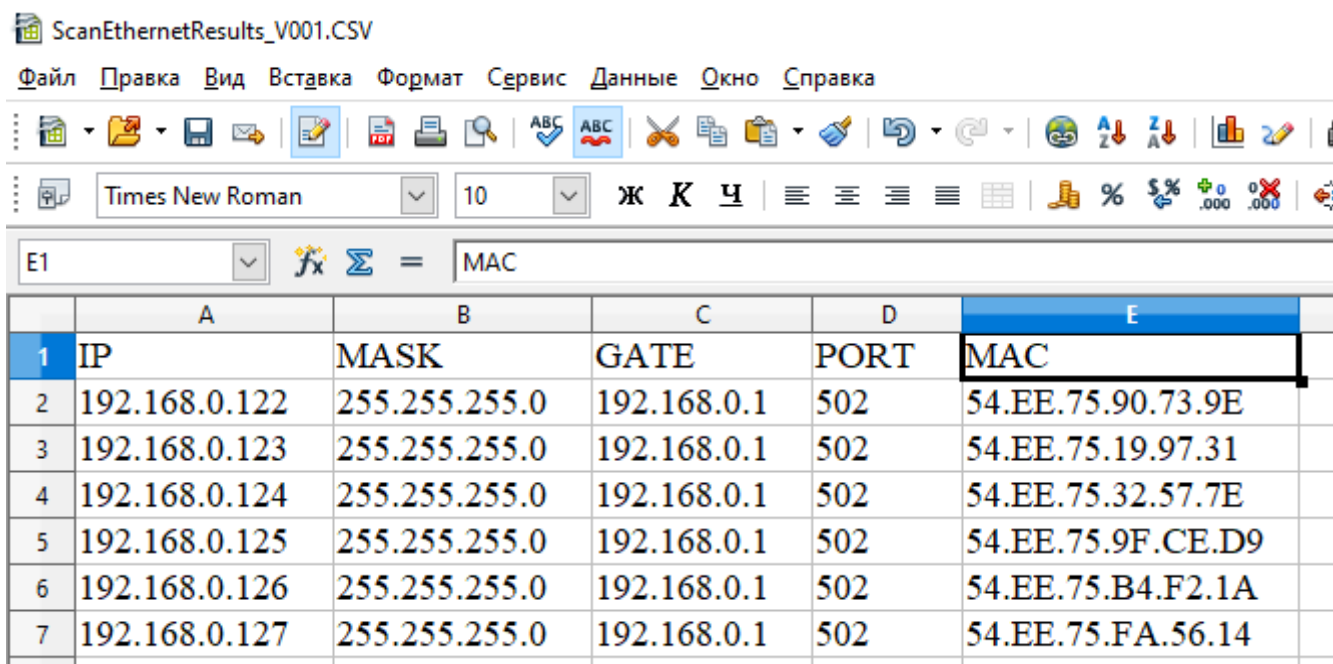 ScanEthernetResults_V001.CSV
Файл Правка Вид Вставка Формат Сервис Данные Окно Справка
ABC ABC A Z Z A
Times New Roman 10 Ж К Ч % $% .000 .000
E1 fx Σ = MAC
A B C D E
1 IP MASK GATE PORT MAC
2 192.168.0.122 255.255.255.0 192.168.0.1 502 54.EE.75.90.73.9E
3 192.168.0.123 255.255.255.0 192.168.0.1 502 54.EE.75.19.97.31
4 192.168.0.124 255.255.255.0 192.168.0.1 502 54.EE.75.32.57.7E
5 192.168.0.125 255.255.255.0 192.168.0.1 502 54.EE.75.9F.CE.D9
6 192.168.0.126 255.255.255.0 192.168.0.1 502 54.EE.75.B4.F2.1A
7 192.168.0.127 255.255.255.0 192.168.0.1 502 54.EE.75.FA.56.14